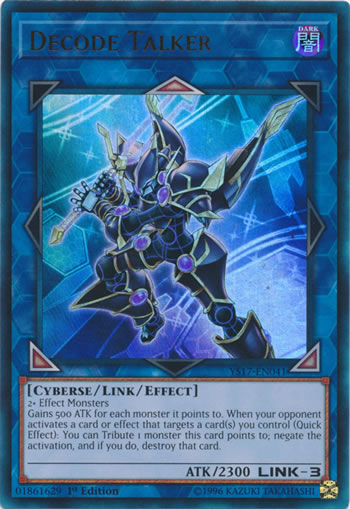 DECODE TALKER
DARK
闇
YS17-EN041
[CYBERSE/LINK/EFFECT]
2+ Effect Monsters
Gains 500 ATK for each monster it points to. When your opponent
activates a card or effect that targets a card(s) you control (Quick
Effect): You can Tribute 1 monster this card points to; negate the
activation, and if you do, destroy that card.
ATK/2300 LINK-3
01861629 1st Edition ©1996 KAZUKI TAKAHASHI